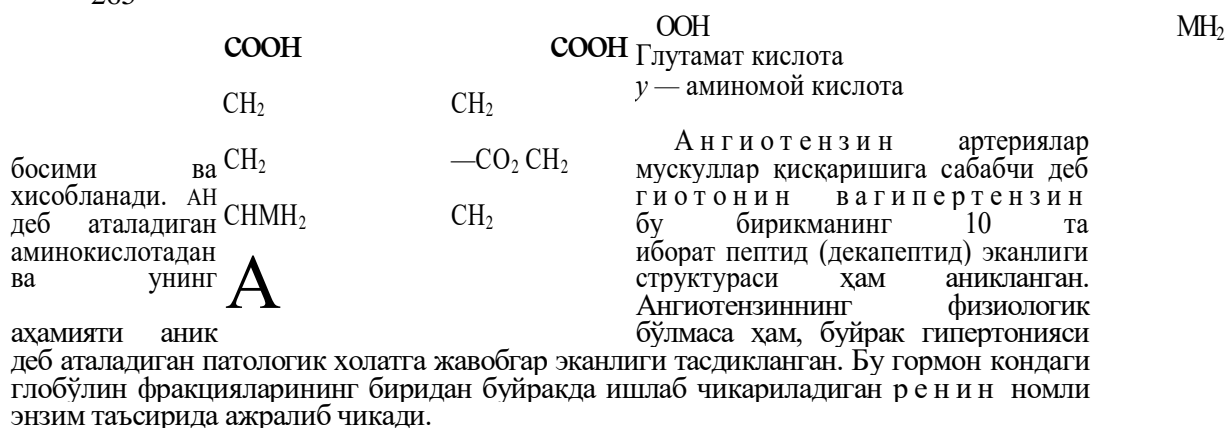 COOH COOH OOH MH₂
Глутамат кислота
CH₂ CH₂ y — аминомой кислота
Ангиотензин артериялар
босими ва CH₂ —CO₂ CH₂ мускуллар қисқаришига сабабчи деб
хисобланади. АН гиотонин вагипертензин
деб аталадиган CHMH₂ CH₂ бу бирикманинг 10 та
аминокислотадан иборат пептид (декапептид) эканлиги
ва унинг А структураси ҳам аникланган.
Ангиотензиннинг физиологик
аҳамияти аник бўлмаса ҳам, буйрак гипертонияси
деб аталадиган патологик холатга жавобгар эканлиги тасдикланган. Бу гормон кондаги
глобўлин фракцияларининг биридан буйракда ишлаб чикариладиган ренин номли
энзим таъсирида ажралиб чикади.